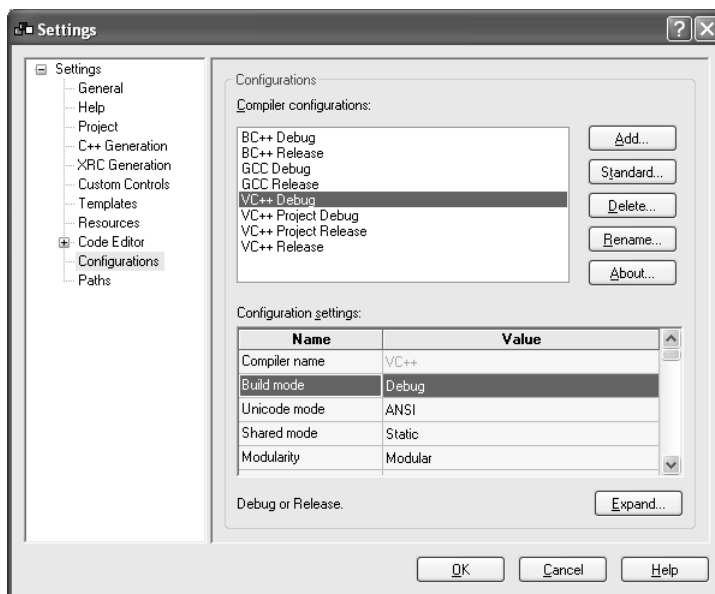 Settings
Settings
General
Help
Project
C++ Generation
XRC Generation
Custom Controls
Templates
Resources
Code Editor
Configurations
Paths
Configurations
Compiler configurations:
BC++ Debug
BC++ Release
GCC Debug
GCC Release
VC++ Debug
VC++ Project Debug
VC++ Project Release
VC++ Release
Add...
Standard...
Delete...
Rename...
About...
Configuration settings:
Name Value
Compiler name VC++
Build mode Debug
Unicode mode ANSI
Shared mode Static
Modularity Modular
Debug or Release.
Expand...
OK Cancel Help